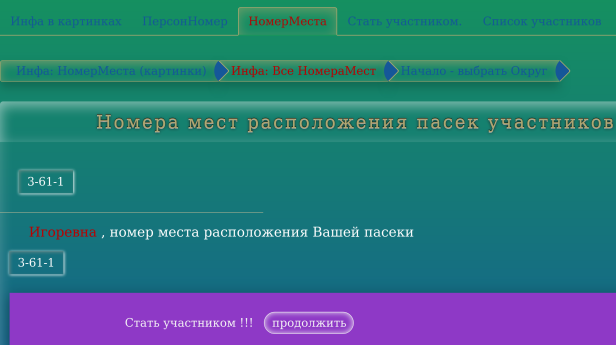 Инфа в картинках ПерсонНомер НомерМеста Стать участником. Список участников
Инфа: НомерМеста (картинки) Инфа: Все НомераМест Начало - выбрать Округ
Номера мест расположения пасек участников
3-61-1
Игоревна , номер места расположения Вашей пасеки
3-61-1
Стать участником !!! продолжить